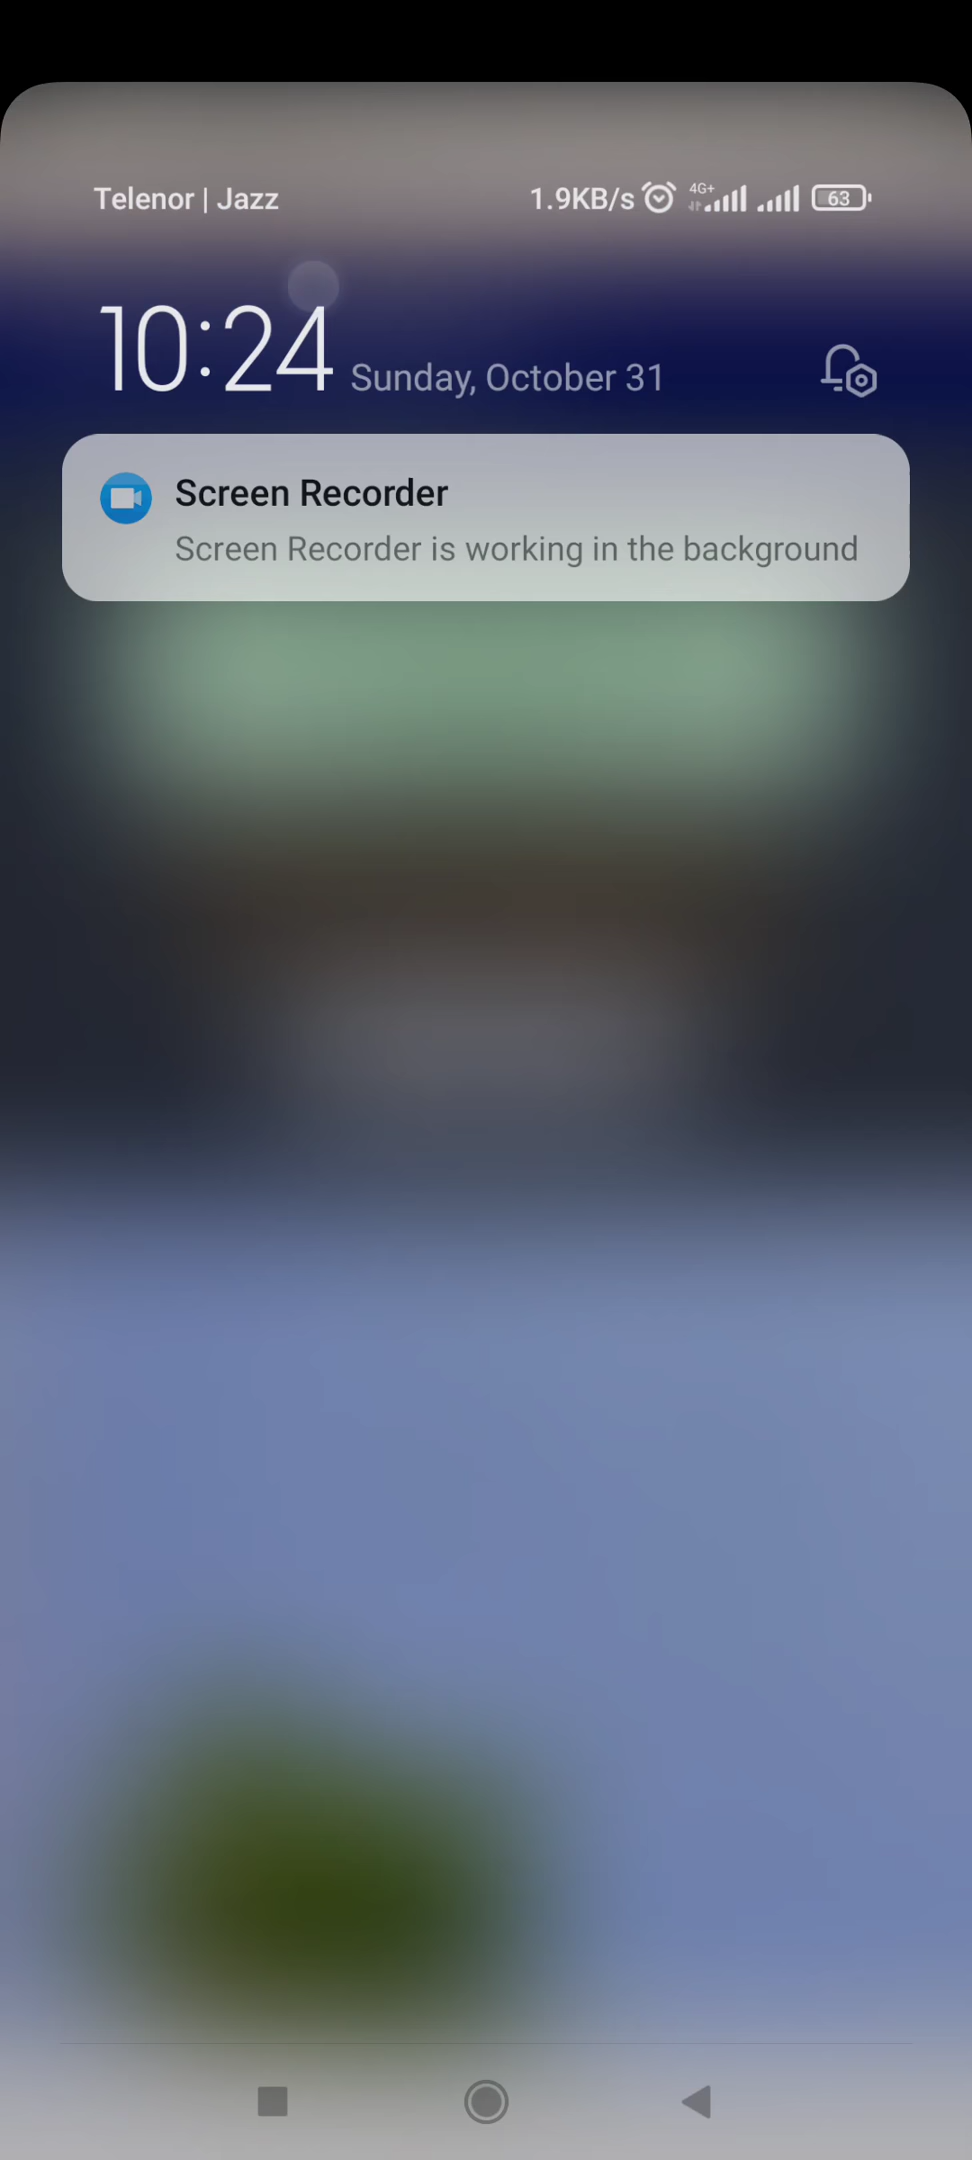 Telenor | Jazz 1.9KB/s 4G+ 63
10:24 Sunday, October 31
Screen Recorder
Screen Recorder is working in the background